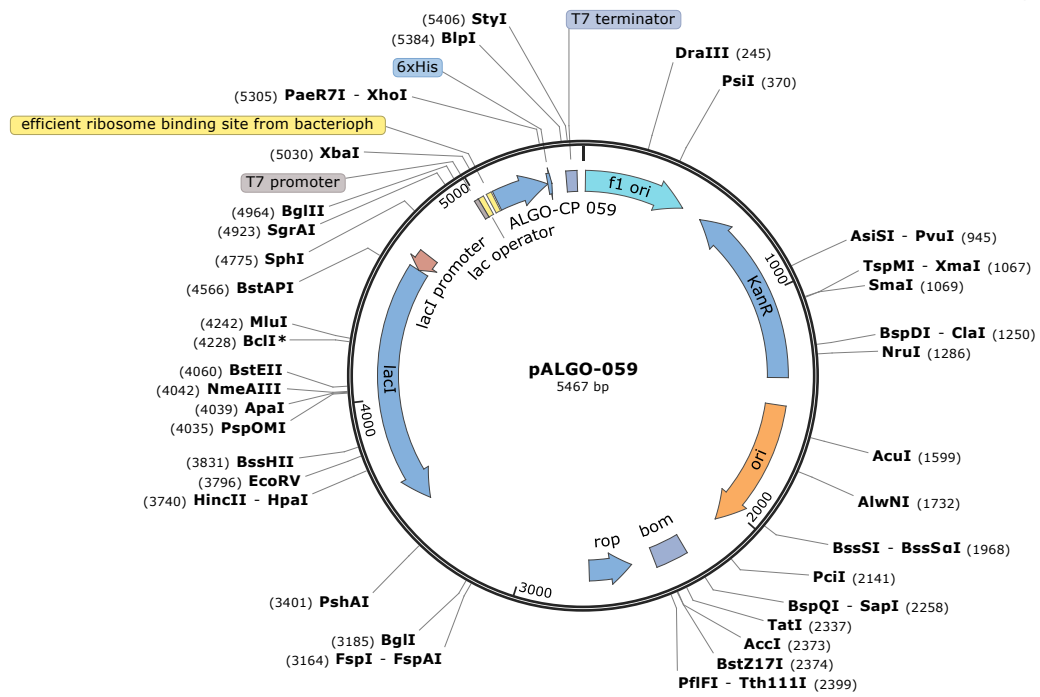 (5406) StyI
T7 terminator
(5384) BlpI
DraIII (245)
6xHis
PsiI (370)
(5305) PaeR7I - XhoI
efficient ribosome binding site from bacterioph
(5030) XbaI
T7 promoter
5000
f1 ori
(4964) BglII
ALGO-CP 059
(4923) SgrAI
AsiSI - PvuI (945)
lac operator
lacI promoter
(4775) SphI
1000
TspMI - XmaI (1067)
SmaI (1069)
(4566) BstAPI
KanR
(4242) MluI
BspDI - ClaI (1250)
(4228) BclI*
NruI (1286)
pALGO-059
5467 bp
(4060) BstEII
lacI
(4042) NmeAIII
(4039) ApaI
4000
(4035) PspOMI
AcuI (1599)
ori
(3831) BssHII
(3796) EcoRV
(3740) HincII - HpaI
AlwNI (1732)
2000
bom
rop
BssSI - BssSαI (1968)
PciI (2141)
3000
(3401) PshAI
BspQI - SapI (2258)
TatI (2337)
(3185) BglI
AccI (2373)
(3164) FspI - FspAI
BstZ17I (2374)
PflFI - Tth111I (2399)